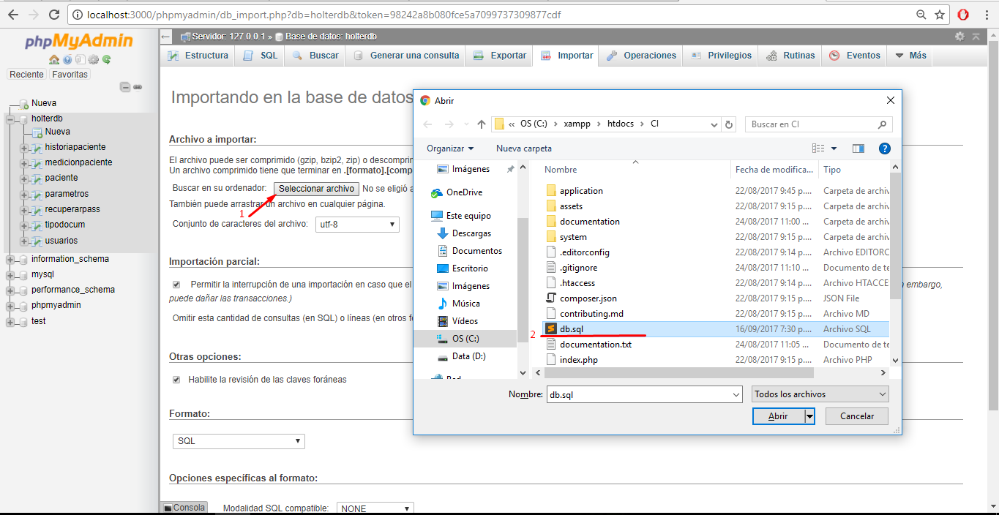 localhost:3000/phpmyadmin/db_import.php?db=holterdb&token=98242a8b080fce5a7099737309877cdf
phpMyAdmin
Reciente Favoritas
Nueva
holterdb
Nueva
historiapaciente
medicionpaciente
paciente
parametros
recuperarpass
tipodocum
usuarios
information_schema
mysql
performance_schema
phpmyadmin
test
Servidor: 127.0.0.1 » Base de datos: holterdb
Estructura SQL Buscar Generar una consulta Exportar Importar Operaciones Privilegios Rutinas Eventos Más
Importando en la base de datos
Archivo a importar:
El archivo puede ser comprimido (gzip, bzip2, zip) o descomprim
Un archivo comprimido tiene que terminar en .[formato].[comp
Buscar en su ordenador: Seleccionar archivo No se eligió a
También puede arrastrar un archivo en cualquier página.
1
Conjunto de caracteres del archivo: utf-8
Importación parcial:
Permitir la interrupción de una importación en caso que el
embargo,
puede dañar las transacciones.)
Omitir esta cantidad de consultas (en SQL) o líneas (en otros fo
Otras opciones:
Habilite la revisión de las claves foráneas
Formato:
SQL
Opciones específicas al formato:
Consola
Modalidad SQL compatible: NONE
Abrir
« OS (C:) › xampp › htdocs › CI
Buscar en CI
Organizar Nueva carpeta
Imágenes
OneDrive
Este equipo
Descargas
Documentos
Escritorio
Imágenes
Música
Vídeos
OS (C:)
Data (D:)
Red
Nombre Fecha de modifica... Tipo
application 22/08/2017 9:45 p.... Carpeta de archiv
assets 22/08/2017 9:15 p.... Carpeta de archiv
documentation 24/08/2017 11:00 ... Carpeta de archiv
system 22/08/2017 9:15 p.... Carpeta de archiv
.editorconfig 22/08/2017 9:14 p.... Archivo EDITORC
.gitignore 24/08/2017 11:10 ... Documento de te
.htaccess 22/08/2017 9:14 p.... Archivo HTACCE
composer.json 22/08/2017 9:15 p.... JSON File
contributing.md 22/08/2017 9:15 p.... Archivo MD
2 db.sql 16/09/2017 7:30 p.... Archivo SQL
documentation.txt 24/08/2017 11:05 ... Documento de te
index.php 22/08/2017 9:15 p.... Archivo PHP
Nombre: db.sql Todos los archivos
Abrir Cancelar